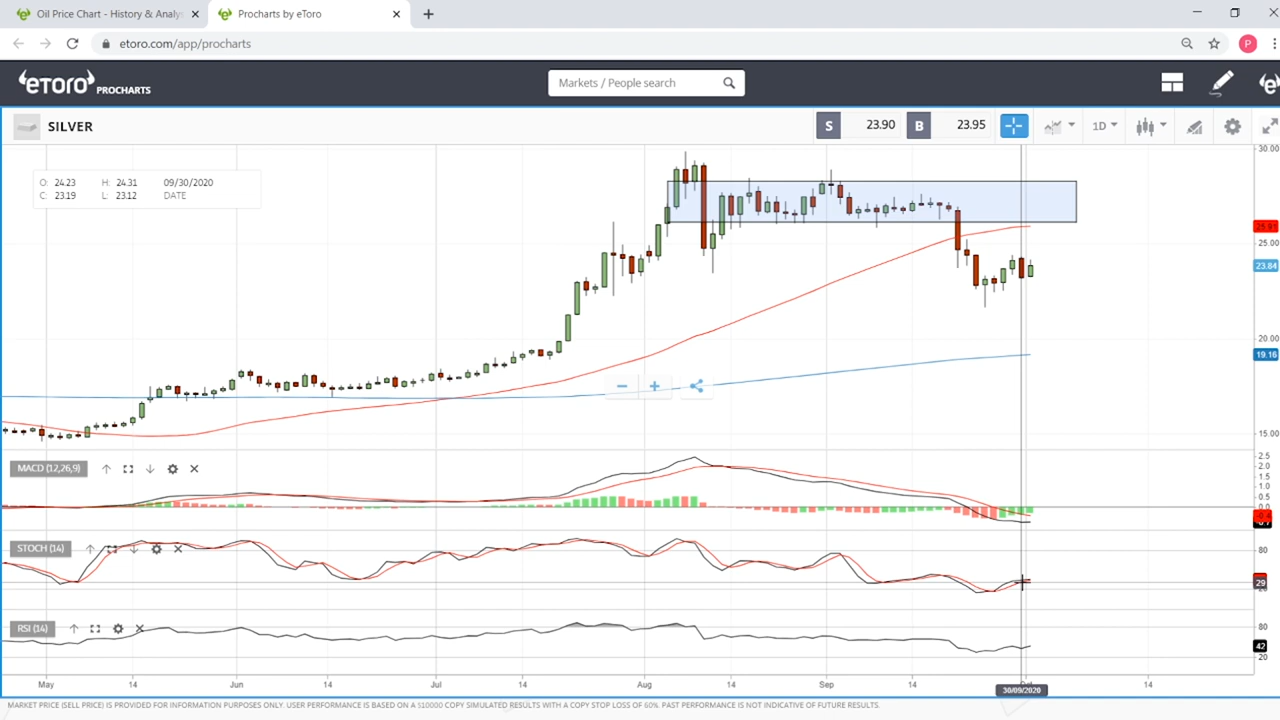 Oil Price Chart - History & Analys
Procharts by eToro
etoro.com/app/procharts
P
eToro PROCHARTS
Markets / People search
SILVER
S 23.90 B 23.95
1D
O: 24.23 H: 24.31 09/30/2020
C: 23.19 L: 23.12 DATE
30.00
25.91
25.00
23.84
20.00
19.16
15.00
MACD (12,26,9)
2.5
2.0
1.5
1.0
0.5
0.0
STOCH (14)
80
29
RSI (14)
80
42
20
May 14 Jun 14 Jul 14 Aug 14 Sep 14 14
30/09/2020
MARKET PRICE (SELL PRICE) IS PROVIDED FOR INFORMATION PURPOSES ONLY. USER PERFORMANCE IS BASED ON A $10000 COPY SIMULATED RESULTS WITH A COPY STOP LOSS OF 60%. PAST PERFORMANCE IS NOT INDICATIVE OF FUTURE RESULTS.